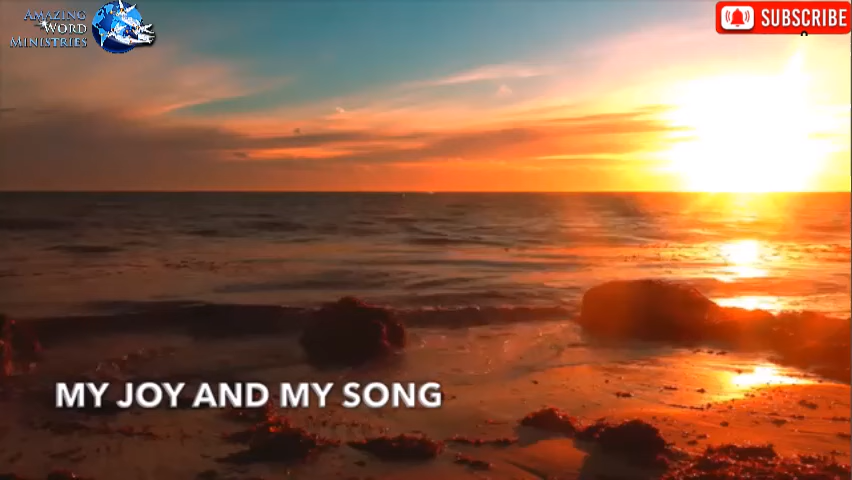 AMAZING
WORD
MINISTRIES
SUBSCRIBE
MY JOY AND MY SONG